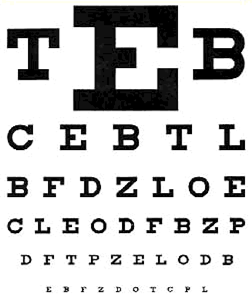 T E B
C E B T L
B F D Z L O E
C L E O D F B Z P
D F T P Z E L O D B
E B F Z D O T C P L